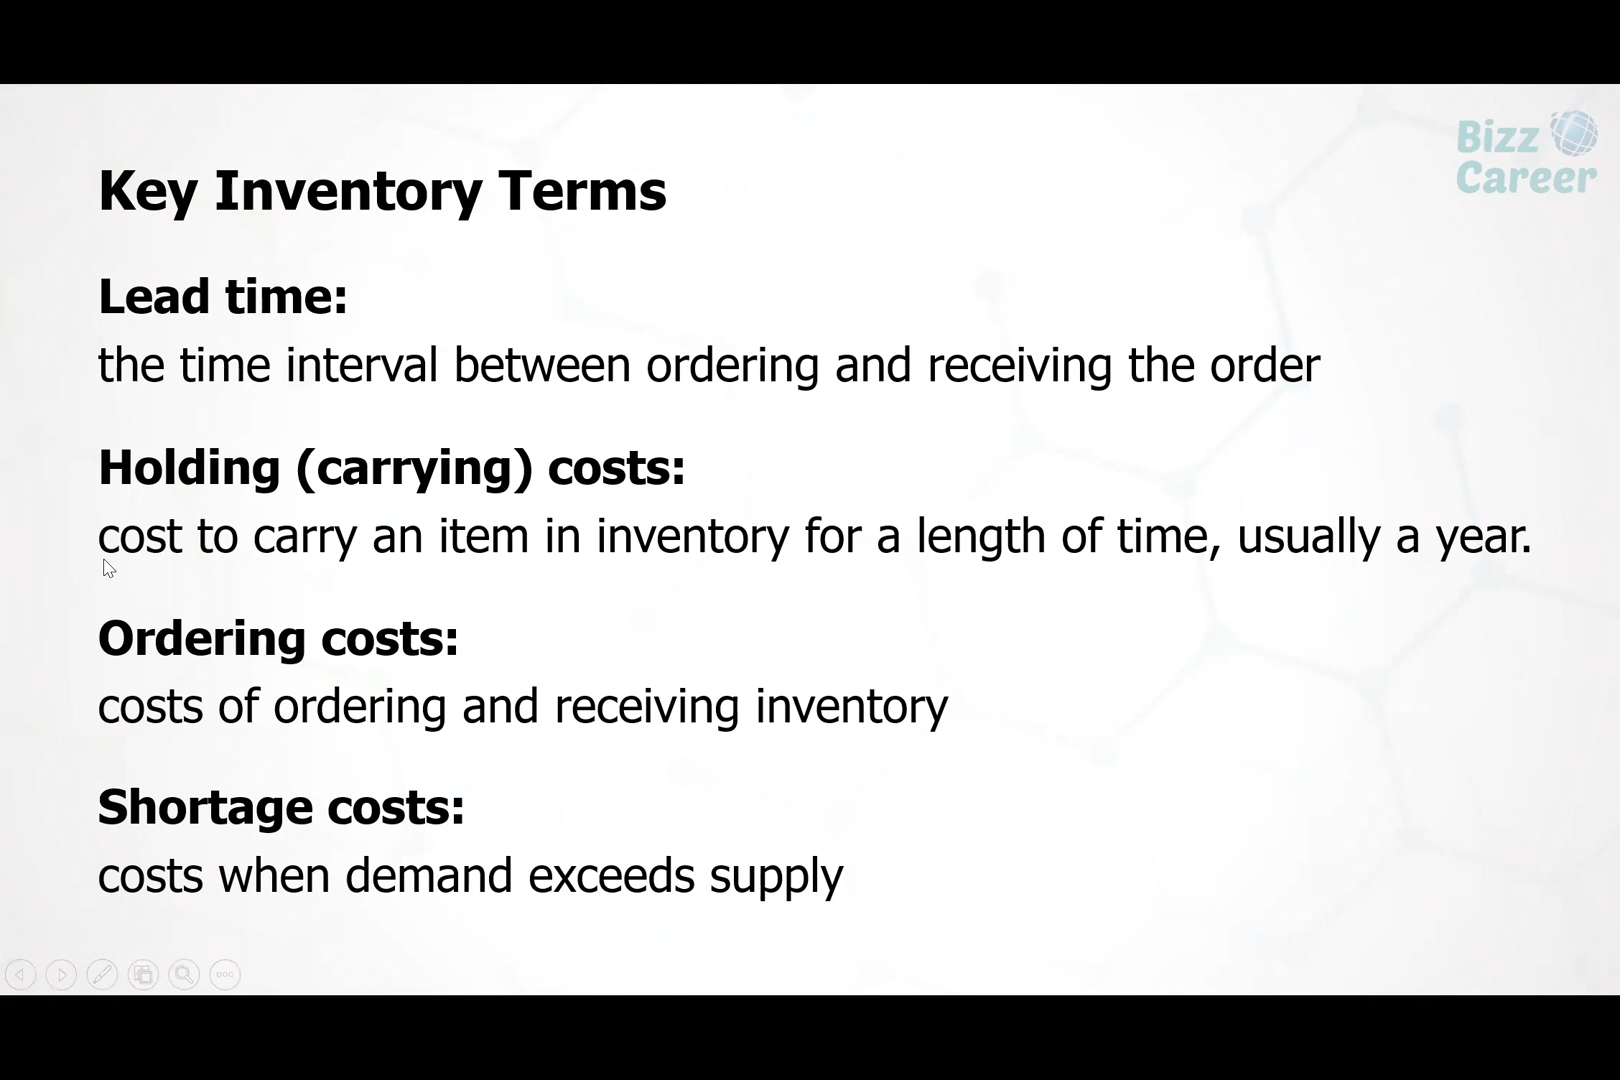 Bizz
Career
Key Inventory Terms
Lead time:
the time interval between ordering and receiving the order
Holding (carrying) costs:
cost to carry an item in inventory for a length of time, usually a year.
Ordering costs:
costs of ordering and receiving inventory
Shortage costs:
costs when demand exceeds supply